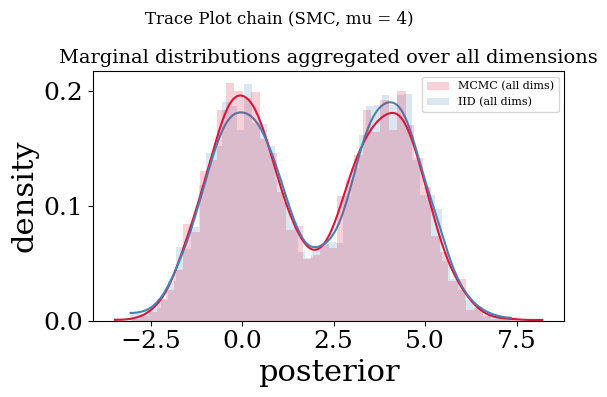 Trace Plot chain (SMC, mu = 4)
Marginal distributions aggregated over all dimensions
MCMC (all dims)
IID (all dims)
density
0.2
0.1
0.0
−2.5 0.0 2.5 5.0 7.5
posterior